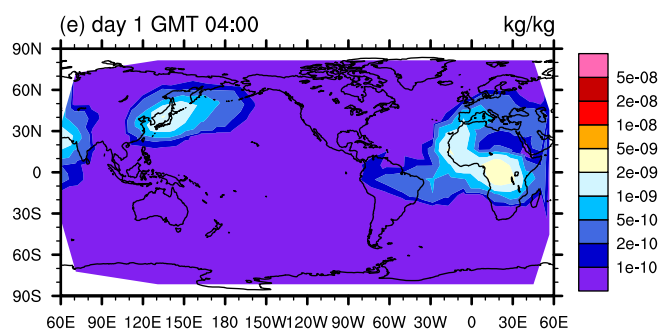 (e) day 1 GMT 04:00 kg/kg
90N
60N
30N
0
30S
60S
90S
60E 90E 120E 150E 180 150W 120W 90W 60W 30W 0 30E 60E
5e-08
2e-08
1e-08
5e-09
2e-09
1e-09
5e-10
2e-10
1e-10